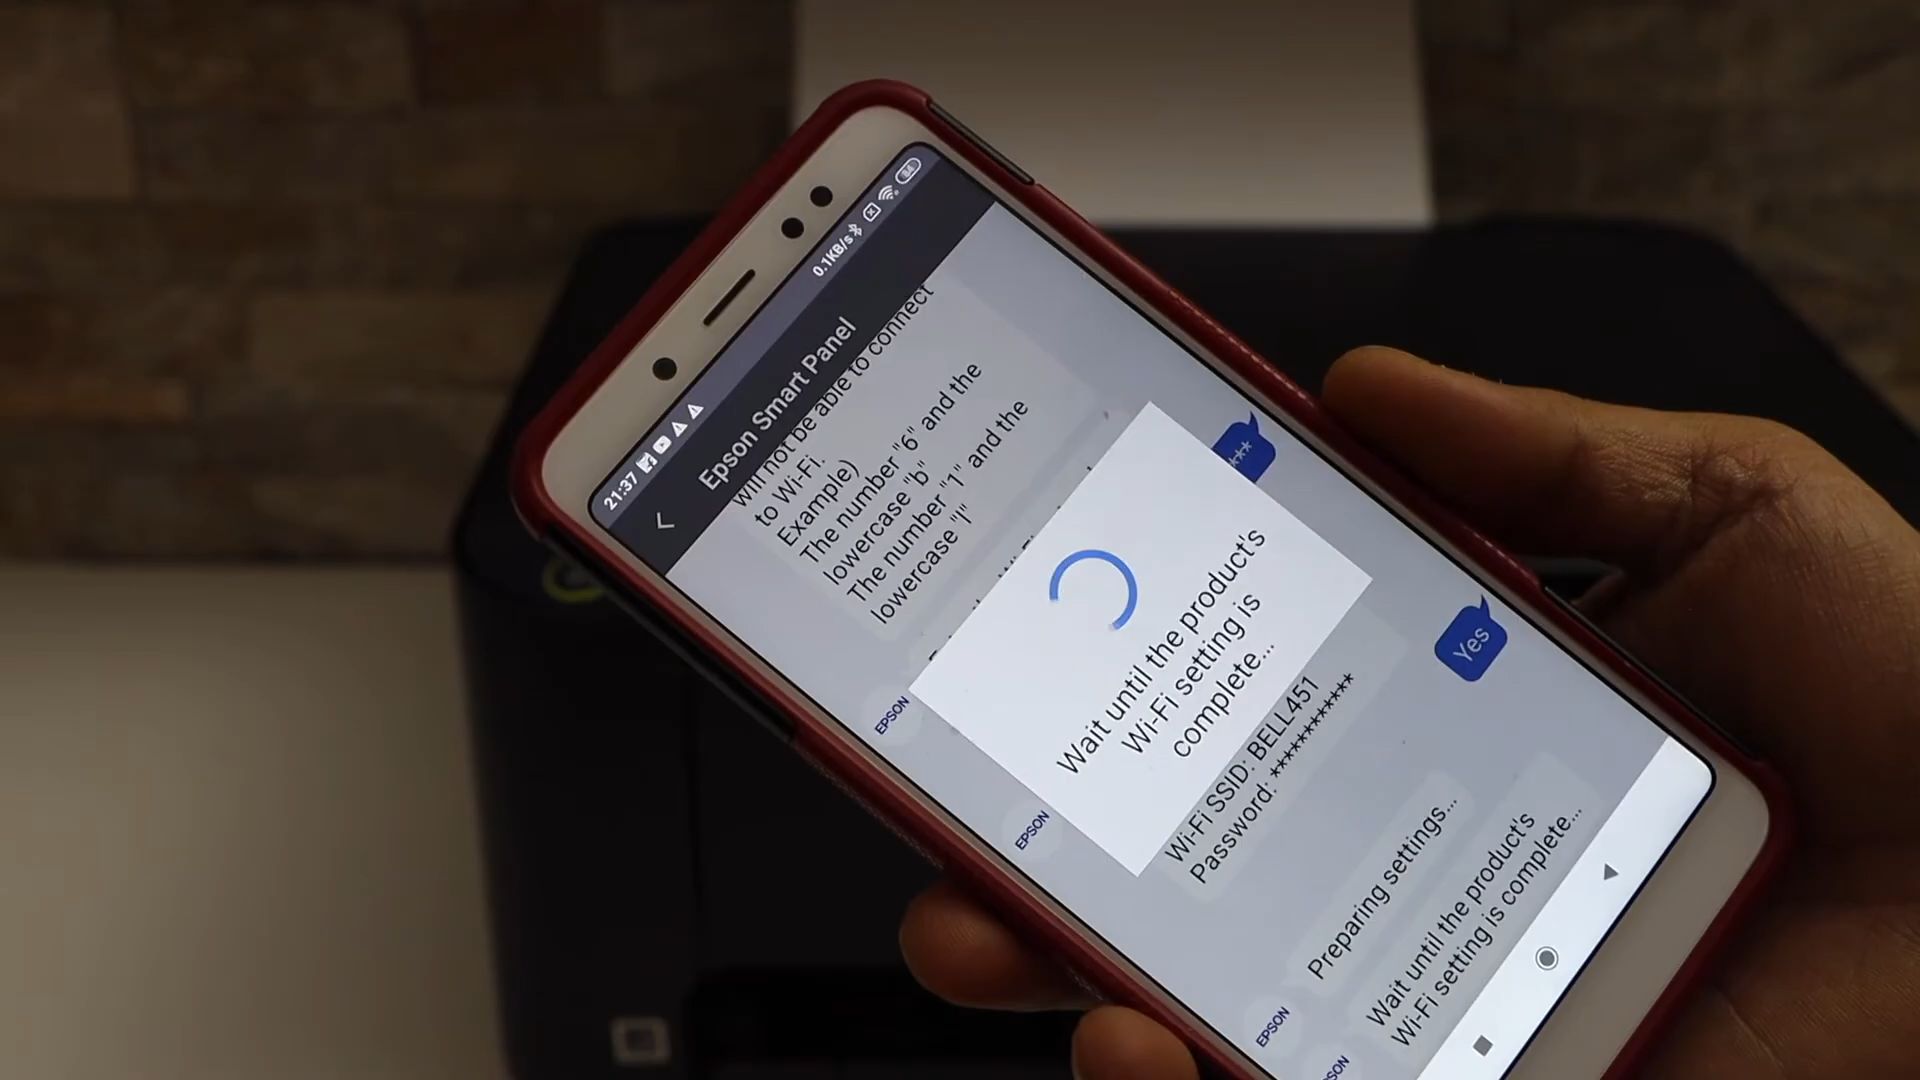 21:37
0.1KB/s
84
Epson Smart Panel
will not be able to connect
to Wi-Fi.
Example)
The number "6" and the
lowercase "b"
The number "1" and the
lowercase "l"
***
EPSON
Wait until the product's
Wi-Fi setting is
complete...
Yes
EPSON
Wi-Fi SSID: BELL451
Password: ***********
Preparing settings...
EPSON
Wait until the product's
Wi-Fi setting is complete...
EPSON